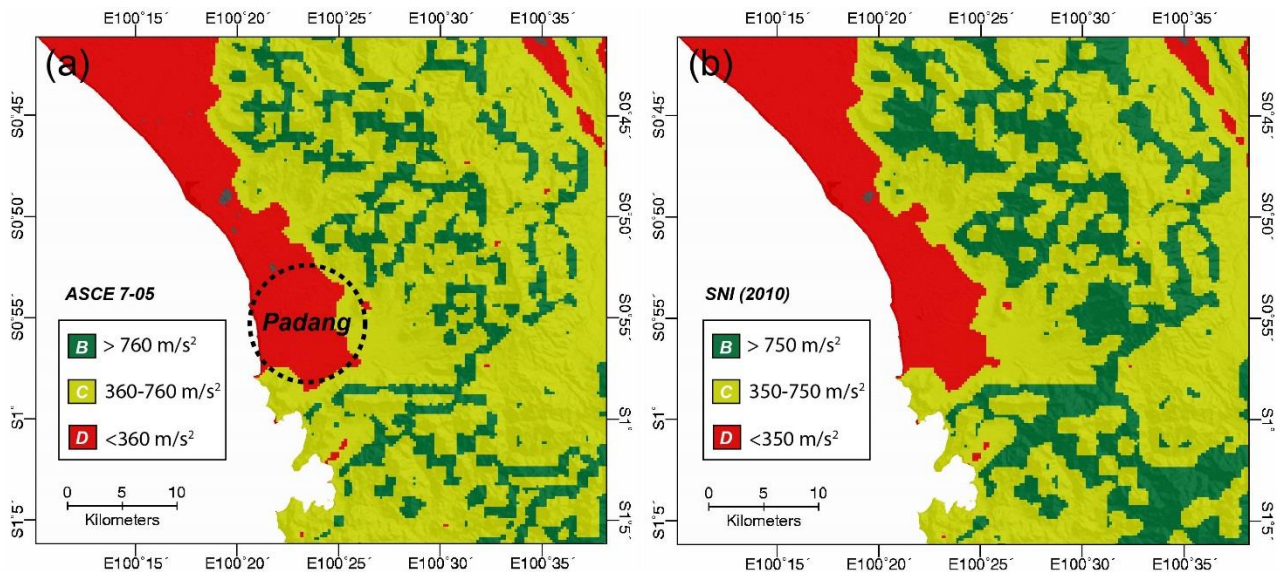 E100°15´ E100°20´ E100°25´ E100°30´ E100°35´
(a)
S0°45´ S0°45´
S0°50´ S0°50´
S0°55´ S0°55´
S1° S1°
S1°5´ S1°5´
Padang
ASCE 7-05
B > 760 m/s²
C 360-760 m/s²
D <360 m/s²
0 5 10
Kilometers
E100°15´ E100°20´ E100°25´ E100°30´ E100°35´
E100°15´ E100°20´ E100°25´ E100°30´ E100°35´
(b)
S0°45´ S0°45´
S0°50´ S0°50´
S0°55´ S0°55´
S1° S1°
S1°5´ S1°5´
SNI (2010)
B > 750 m/s²
C 350-750 m/s²
D <350 m/s²
0 5 10
Kilometers
E100°15´ E100°20´ E100°25´ E100°30´ E100°35´